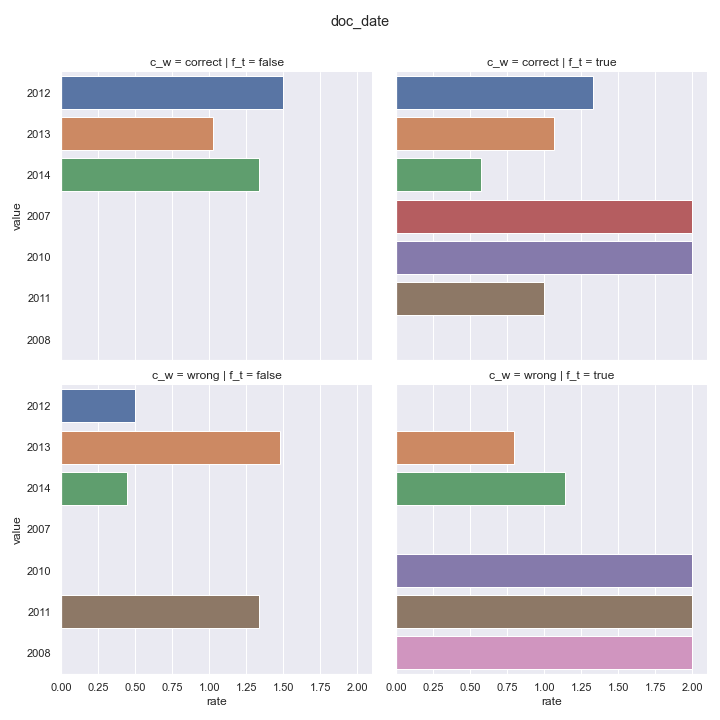 doc_date
c_w = correct | f_t = false
c_w = correct | f_t = true
value
2012
2013
2014
2007
2010
2011
2008
c_w = wrong | f_t = false
c_w = wrong | f_t = true
value
2012
2013
2014
2007
2010
2011
2008
0.00 0.25 0.50 0.75 1.00 1.25 1.50 1.75 2.00
rate
0.00 0.25 0.50 0.75 1.00 1.25 1.50 1.75 2.00
rate